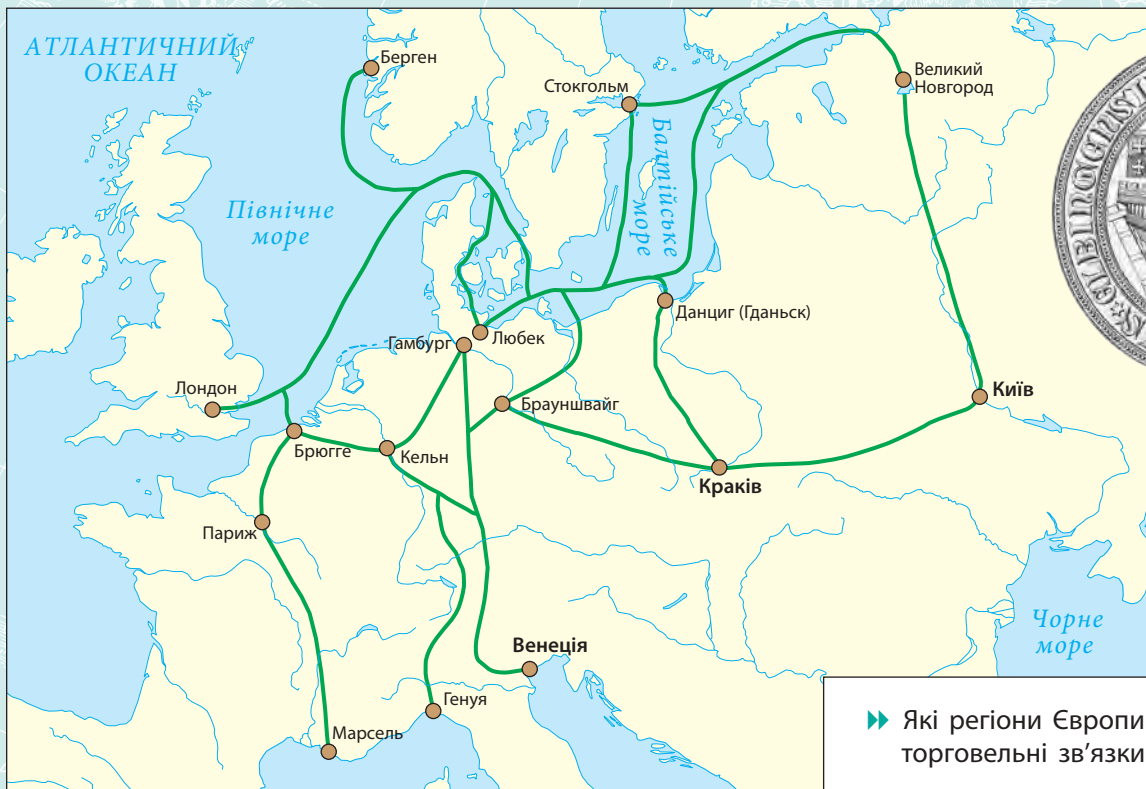 АТЛАНТИЧНИЙ
ОКЕАН
Берген
Стокгольм
Великий
Новгород
Балтійське
море
Північне
море
Данциг (Гданьск)
Любек
Гамбург
Лондон
Брауншвайг
Київ
Брюгге
Кельн
Краків
Париж
Чорне
море
Венеція
Генуя
Марсель
Які регіони Європи
торговельні зв’язки